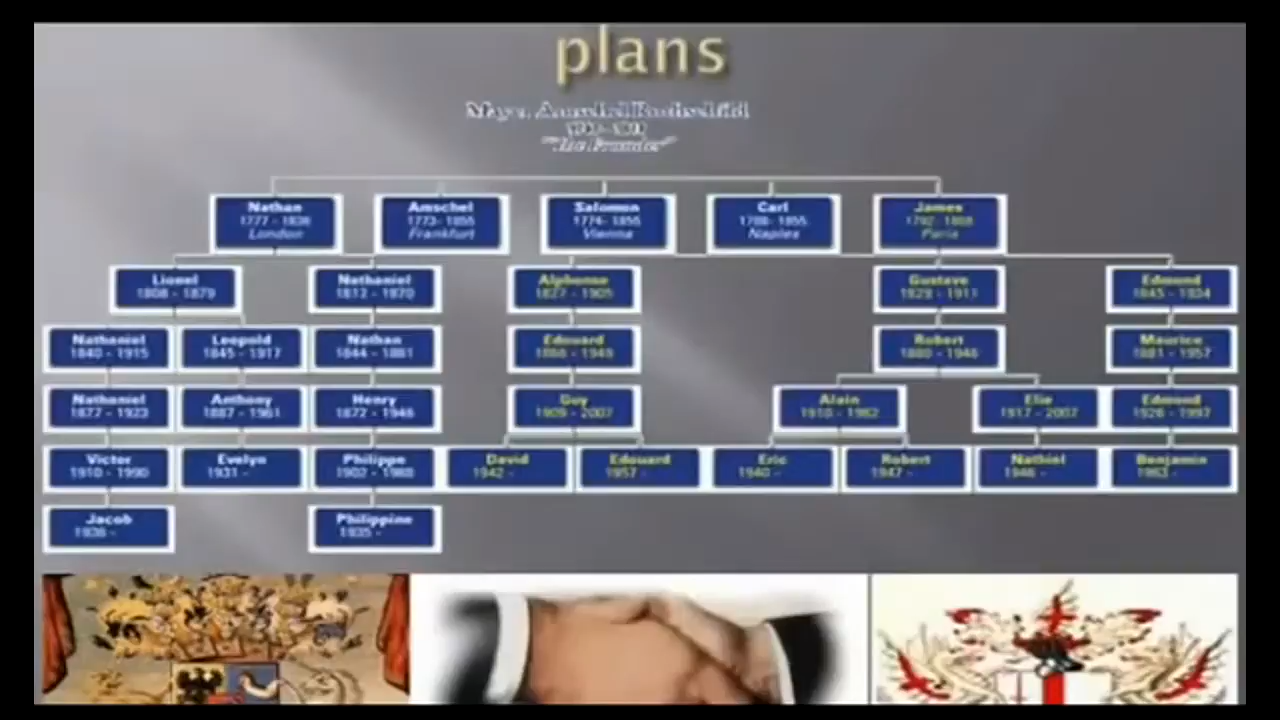 plans
Mayer Amschel Rothschild
"The Founder"
Nathan
1777 - 1836
London
Amschel
1773 - 1855
Frankfurt
Salomon
1774 - 1855
Vienna
Carl
1788 - 1855
Naples
James
1792 - 1868
Paris
Lionel
1808 - 1879
Nathaniel
1812 - 1870
Alphonse
1827 - 1905
Gustave
1829 - 1911
Edmond
1845 - 1934
Nathaniel
1840 - 1915
Leopold
1845 - 1917
Nathan
1844 - 1881
Edouard
1868 - 1949
Robert
1880 - 1946
Maurice
1881 - 1957
Nathaniel
1877 - 1923
Anthony
1887 - 1961
Henry
1872 - 1946
Guy
1909 - 2007
Alain
1910 - 1982
Elie
1917 - 2007
Edmond
1926 - 1997
Victor
1910 - 1990
Evelyn
1931 -
Philippe
1902 - 1988
David
1942 -
Edouard
1957 -
Eric
1940 -
Robert
1947 -
Nathiel
1946 -
Benjamin
1963 -
Jacob
1936 -
Philippine
1935 -